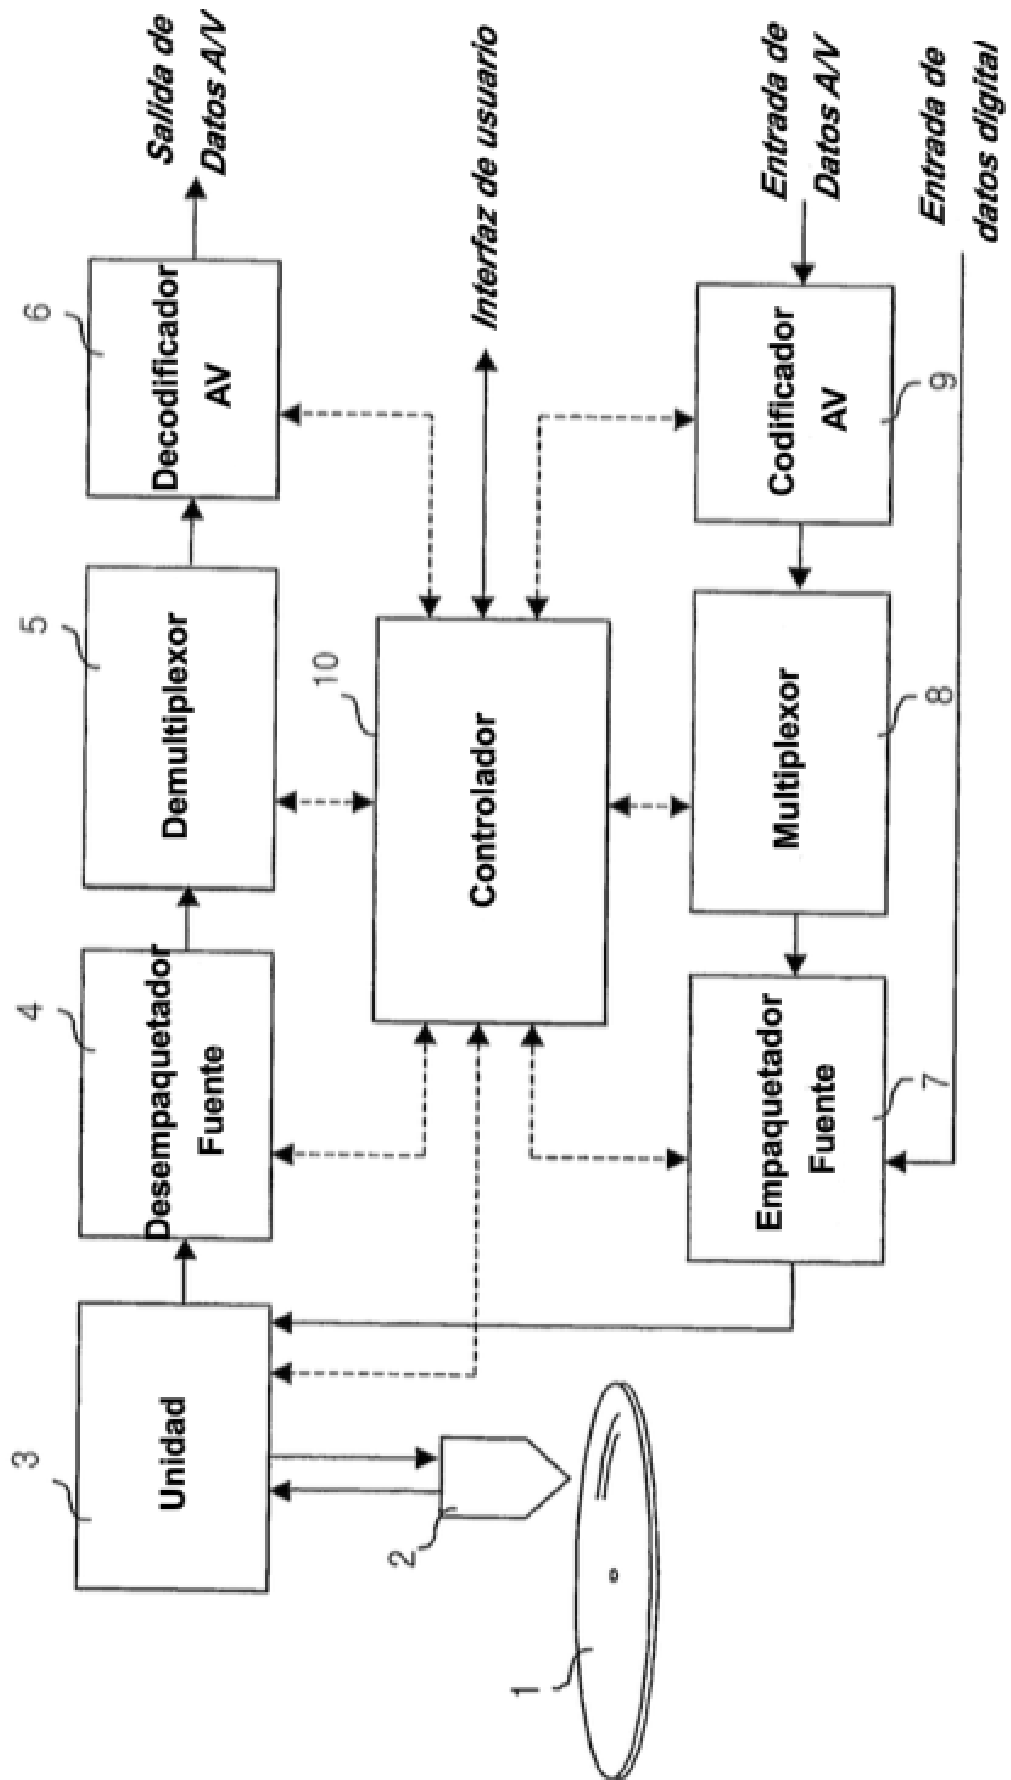 3
Unidad
4
Desempaquetador
Fuente
5
Demultiplexor
6
Decodificador
AV
Salida de
Datos A/V
2
1
10
Controlador
Interfaz de usuario
Empaquetador
Fuente
7
Multiplexor
8
Codificador
AV
9
Entrada de
Datos A/V
Entrada de
datos digital